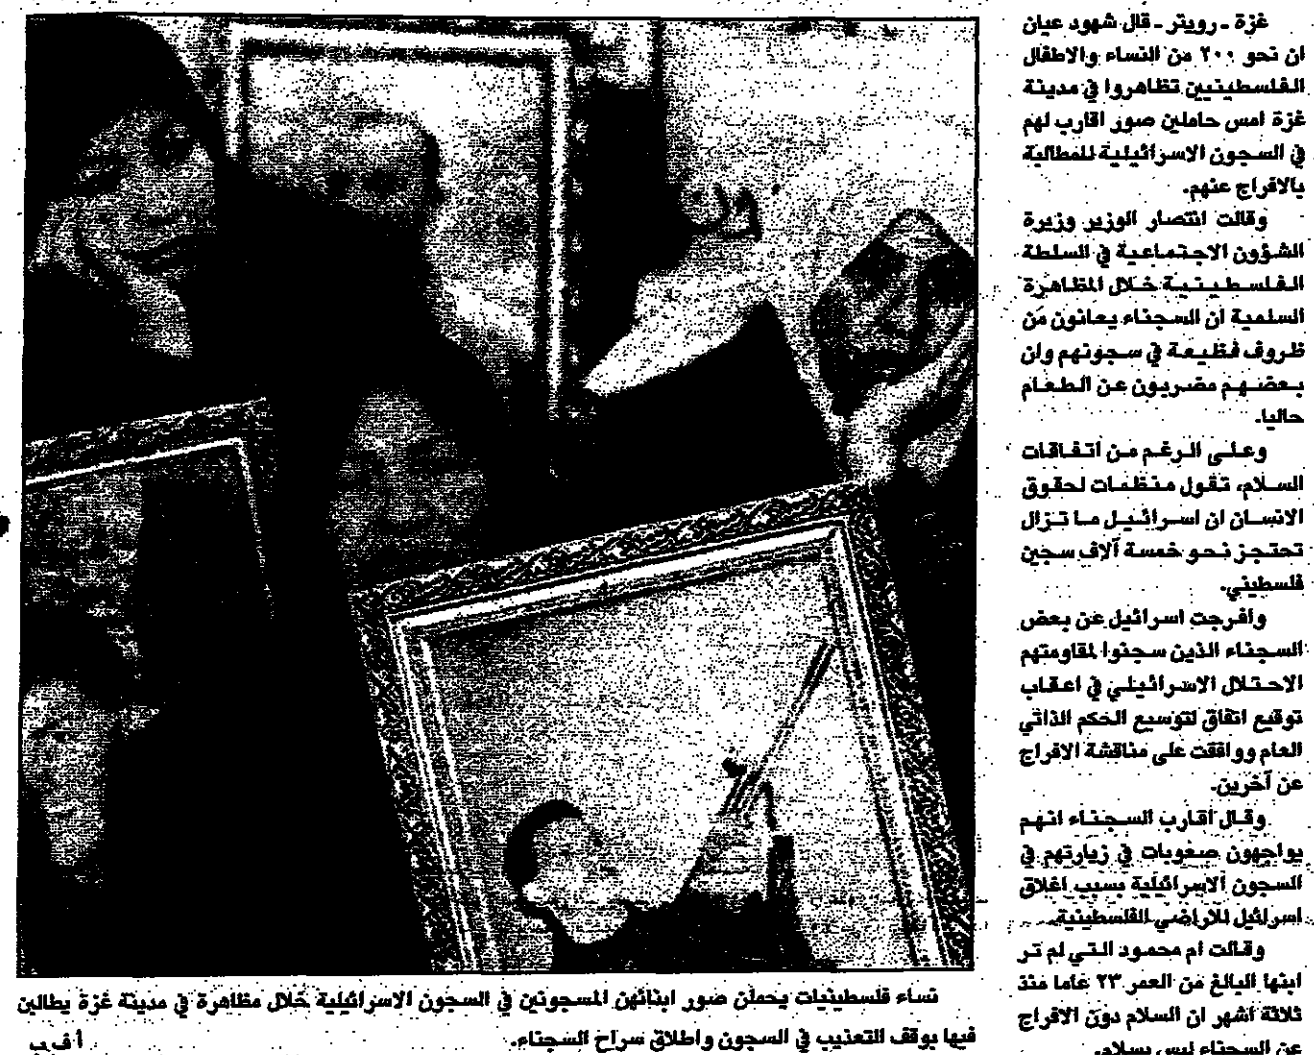 غزة ـ رويتر ـ قال شهود عيان
ان نحو ٢٠٠ من النساء والاطفال
الفلسطينيين تظاهروا في مدينة
غزة امس حاملين صور اقارب لهم
في السجون الاسرائيلية للمطالبة
بالافراج عنهم.
وقالت انتصار الوزير وزيرة
الشؤون الاجتماعية في السلطة
الفلسطينية خلال المظاهرة
السلمية ان السجناء يعانون من
ظروف فظيعة في سجونهم وان
بعضهم مضربون عن الطعام
حاليا.
وعلى الرغم من اتفاقات
السلام، تقول منظمات لحقوق
الانسان ان اسرائيل ما تزال
تحتجز نحو خمسة آلاف سجين
فلسطيني.
وافرجت اسرائيل عن بعض
السجناء الذين سجنوا لمقاومتهم
الاحتلال الاسرائيلي في اعقاب
توقيع اتفاق لتوسيع الحكم الذاتي
العام ووافقت على مناقشة الافراج
عن آخرين.
وقال اقارب السجناء انهم
يواجهون صعوبات في زيارتهم في
السجون الاسرائيلية بسبب اغلاق
اسرائيل للاراضي الفلسطينية.
وقالت ام محمود التي لم تر
ابنها البالغ من العمر ٢٣ عاما منذ
ثلاثة اشهر ان السلام دون الافراج
عن السجناء ليس بسلام.
نساء فلسطينيات يحملن صور ابنائهن المسجونين في السجون الاسرائيلية خلال مظاهرة في مدينة غزة يطالبن
فيها بوقف التعذيب في السجون واطلاق سراح السجناء.
أ ف ب